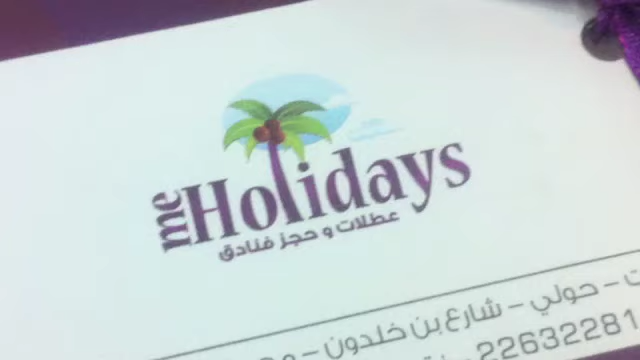 me Holidays
عطلات و حجز فنادق
– حولي – شارع بن خلدون –
22632281